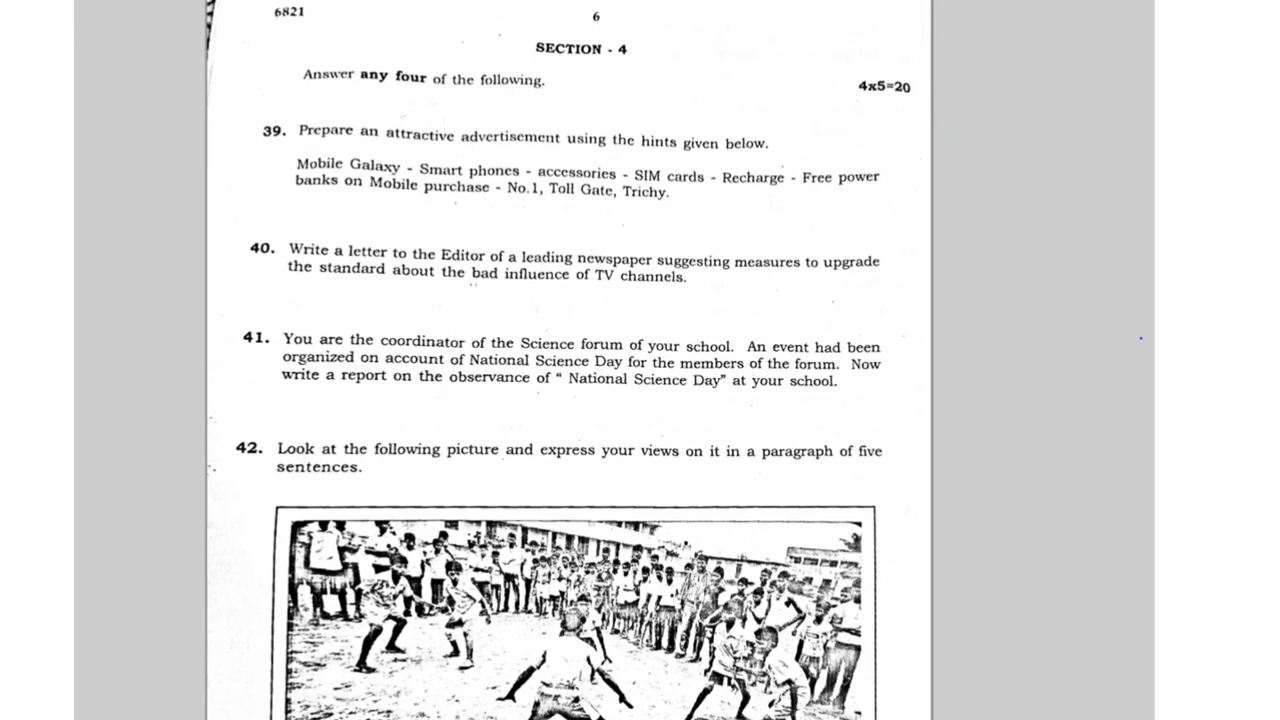 6821
6
SECTION - 4
Answer any four of the following.
4x5=20
39. Prepare an attractive advertisement using the hints given below.
Mobile Galaxy - Smart phones - accessories - SIM cards - Recharge - Free power
banks on Mobile purchase - No.1, Toll Gate, Trichy.
40. Write a letter to the Editor of a leading newspaper suggesting measures to upgrade
the standard about the bad influence of TV channels.
41. You are the coordinator of the Science forum of your school. An event had been
organized on account of National Science Day for the members of the forum. Now
write a report on the observance of “ National Science Day” at your school.
42. Look at the following picture and express your views on it in a paragraph of five
sentences.